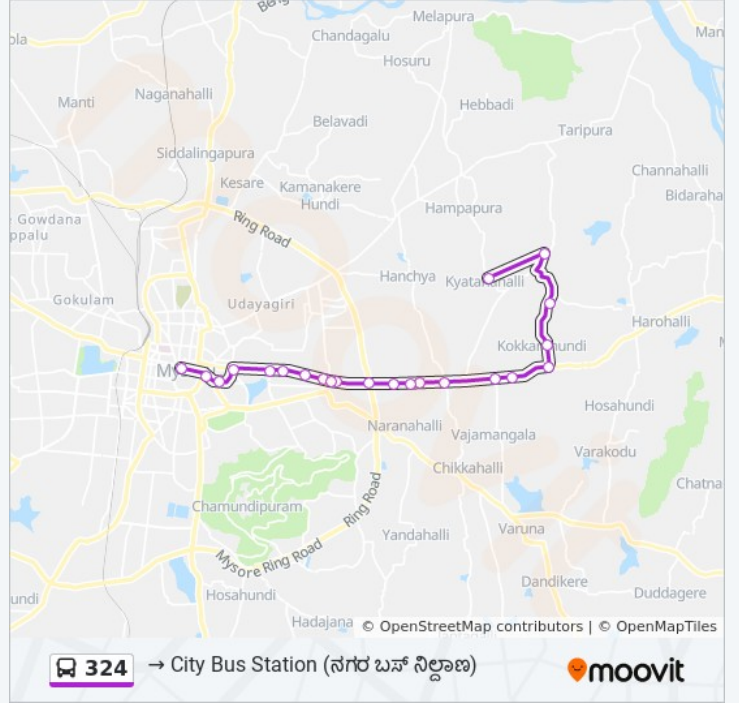 Beng
Melapura
Chandagalu
Man
ola
Hosuru
Manti
Naganahalli
Hebbadi
Belavadi
Taripura
Siddalingapura
Channahalli
Kesare
Kamanakere
Hundi
Bidaraha
e Gowdana
ppalu
Hampapura
Ring Road
Hanchya
Gokulam
Udayagiri
Harohalli
Hosahundi
Naranahalli
Vajamangala
Varakodu
Chikkahalli
Chatna
Chamundipuram
Ring Road
Varuna
Yandahalli
Mysore Ring Road
Dandikere
undi
Hosahundi
Duddagere
Hadajana
© OpenStreetMap contributors | © OpenMapTiles
324 → City Bus Station (ನಗರ ಬಸ್ ನಿಲ್ದಾಣ)
moovit